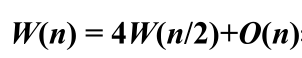 W(n) = 4W(n/2)+O(n)